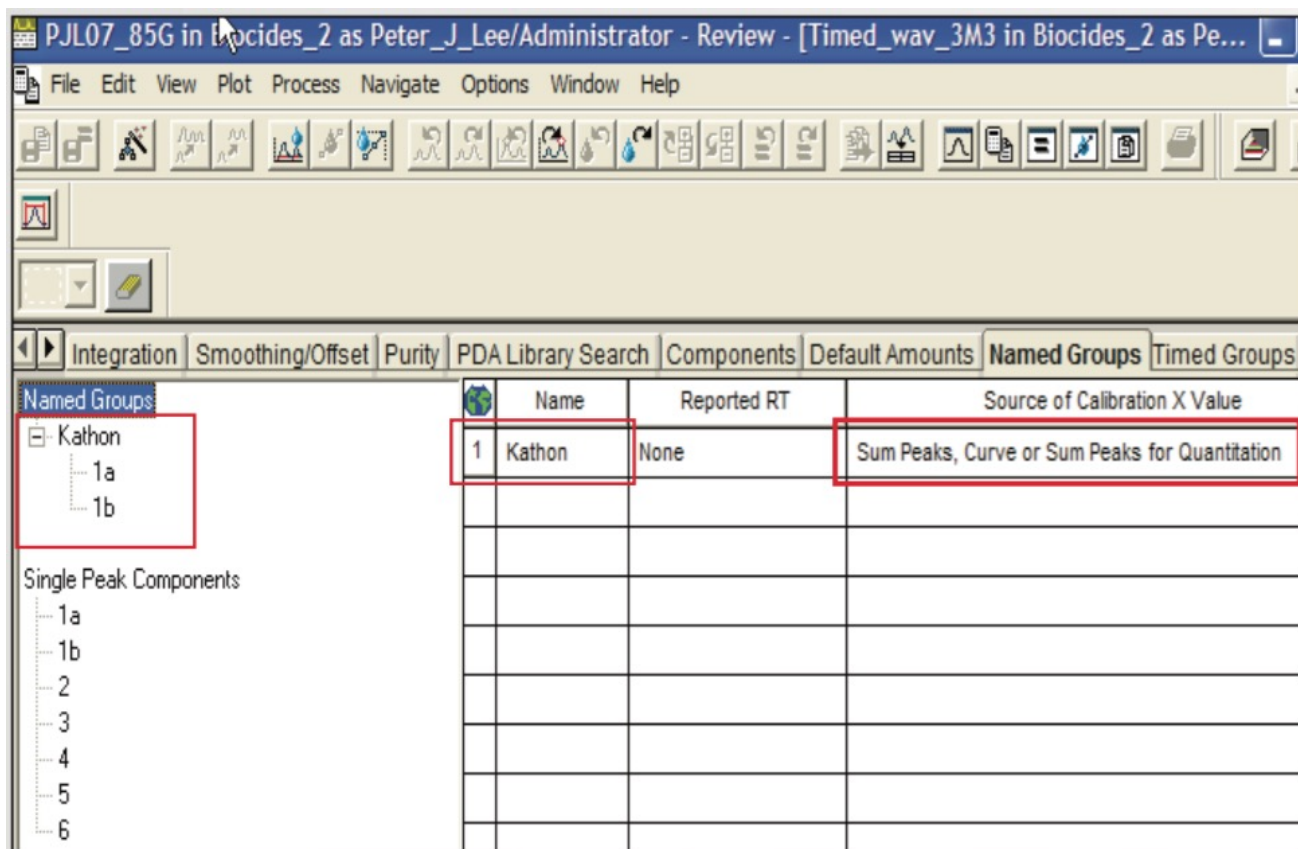 PJL07_85G in Biocides_2 as Peter_J_Lee/Administrator - Review - [Timed_wav_3M3 in Biocides_2 as Pe...
File Edit View Plot Process Navigate Options Window Help
Integration Smoothing/Offset Purity PDA Library Search Components Default Amounts Named Groups Timed Groups
Named Groups
Kathon
1a
1b
Single Peak Components
1a
1b
2
3
4
5
6
Name Reported RT Source of Calibration X Value
1 Kathon None Sum Peaks, Curve or Sum Peaks for Quantitation